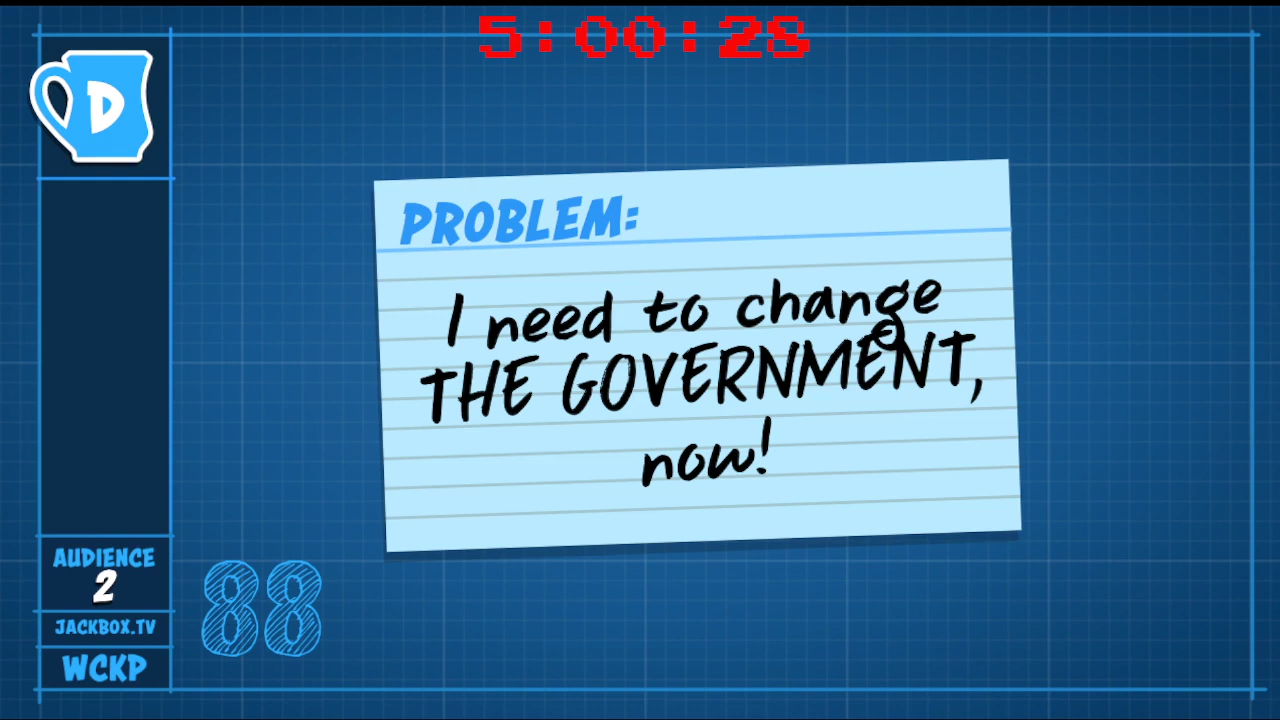 5:00:28
D
PROBLEM:
I need to change
THE GOVERNMENT,
now!
AUDIENCE
2
JACKBOX.TV
WCKP
88